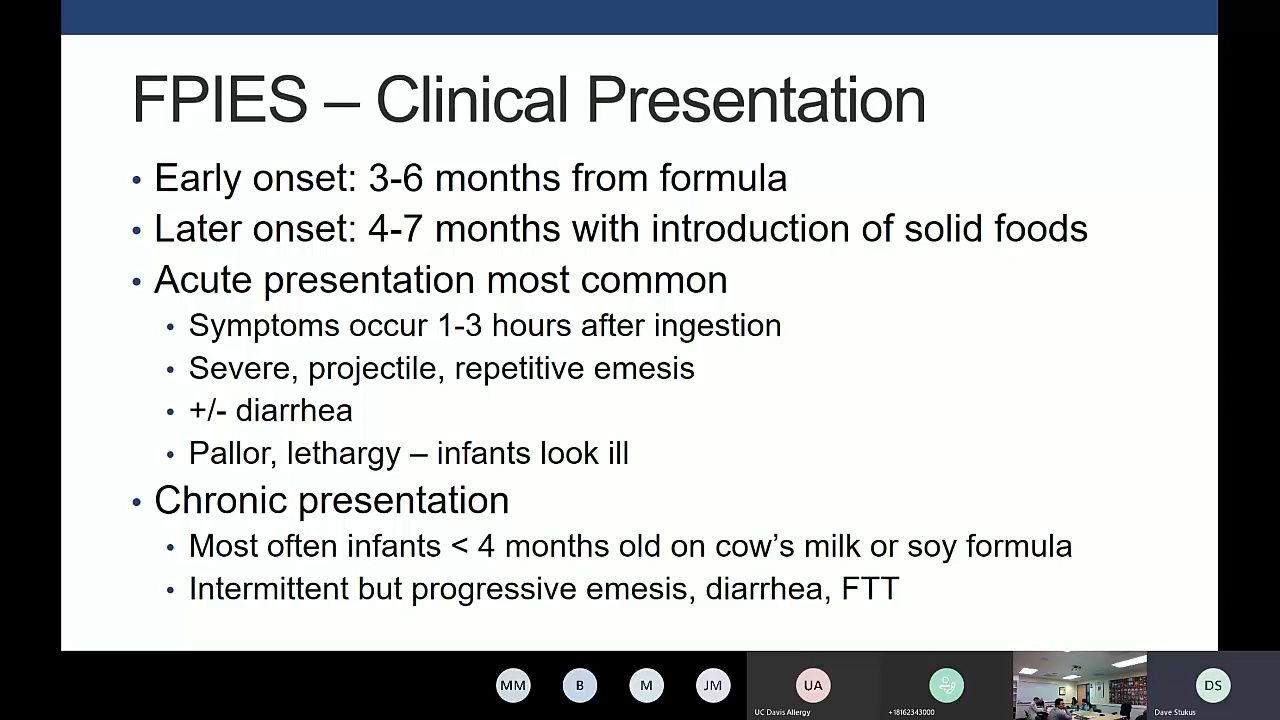 FPIES – Clinical Presentation
• Early onset: 3-6 months from formula
• Later onset: 4-7 months with introduction of solid foods
• Acute presentation most common
• Symptoms occur 1-3 hours after ingestion
• Severe, projectile, repetitive emesis
• +/- diarrhea
• Pallor, lethargy – infants look ill
• Chronic presentation
• Most often infants < 4 months old on cow’s milk or soy formula
• Intermittent but progressive emesis, diarrhea, FTT
MM B M JM UA DS
UC Davis Allergy +18162343000 Dave Stukus